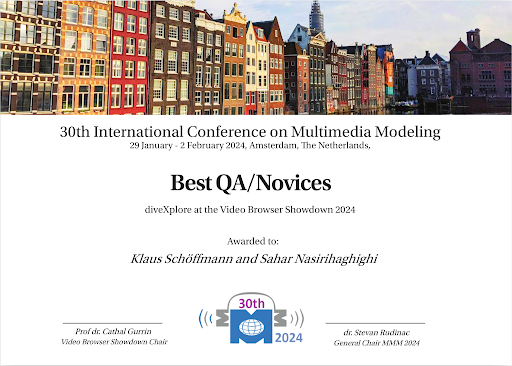 30th International Conference on Multimedia Modeling
29 January - 2 February 2024, Amsterdam, The Netherlands,
Best QA/Novices
diveXplore at the Video Browser Showdown 2024
Awarded to:
Klaus Schöffmann and Sahar Nasirihaghighi
30th
MMM
2024
Prof dr. Cathal Gurrin
Video Browser Showdown Chair
dr. Stevan Rudinac
General Chair MMM 2024